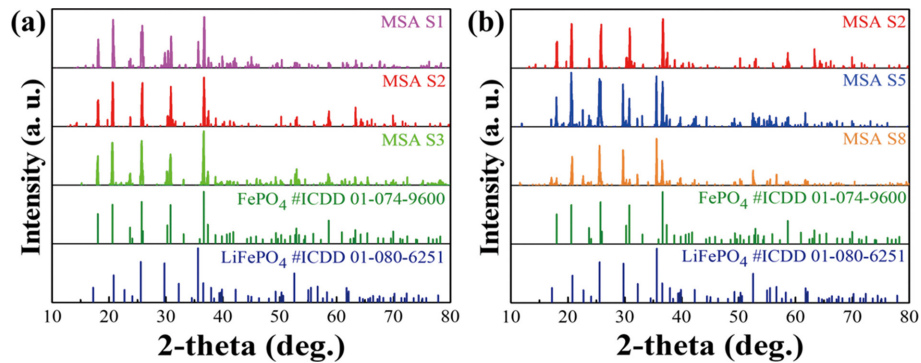 (a)
Intensity (a. u.)
MSA S1
MSA S2
MSA S3
FePO4 #ICDD 01-074-9600
LiFePO4 #ICDD 01-080-6251
10 20 30 40 50 60 70 80
2-theta (deg.)
(b)
Intensity (a. u.)
MSA S2
MSA S5
MSA S8
FePO4 #ICDD 01-074-9600
LiFePO4 #ICDD 01-080-6251
10 20 30 40 50 60 70 80
2-theta (deg.)